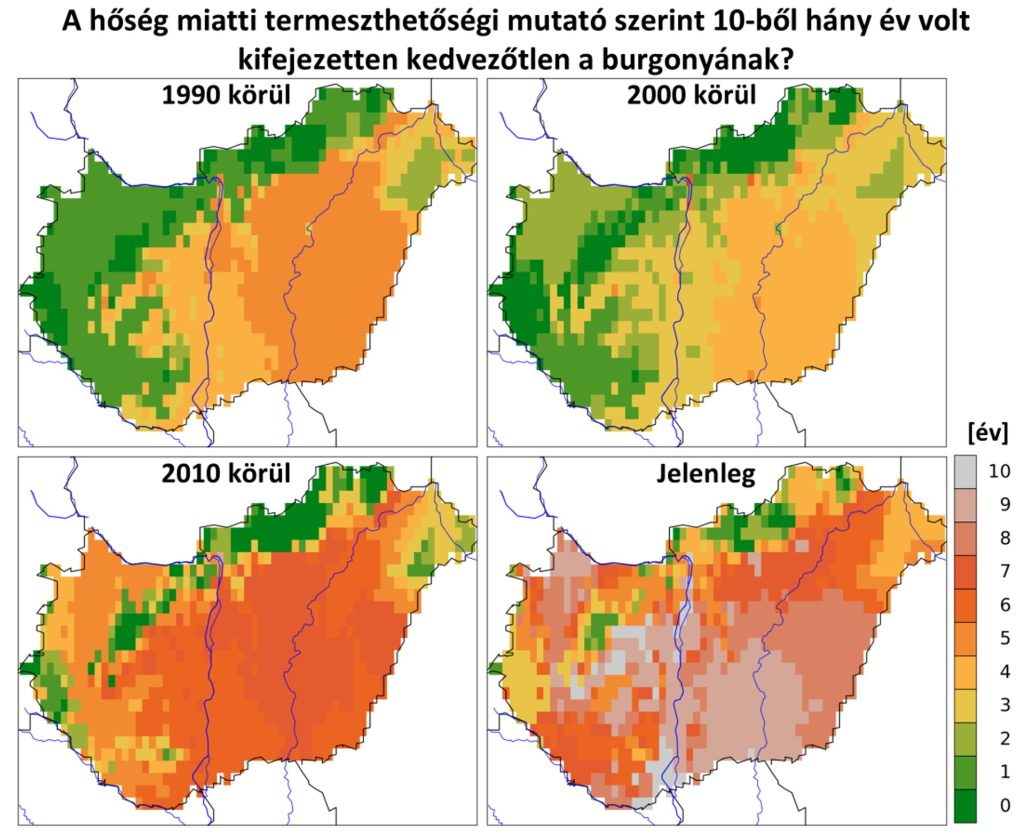 A hőség miatti termeszthetőségi mutató szerint 10-ből hány év volt
kifejezetten kedvezőtlen a burgonyának?
1990 körül
2000 körül
2010 körül
Jelenleg
[év]
10
9
8
7
6
5
4
3
2
1
0